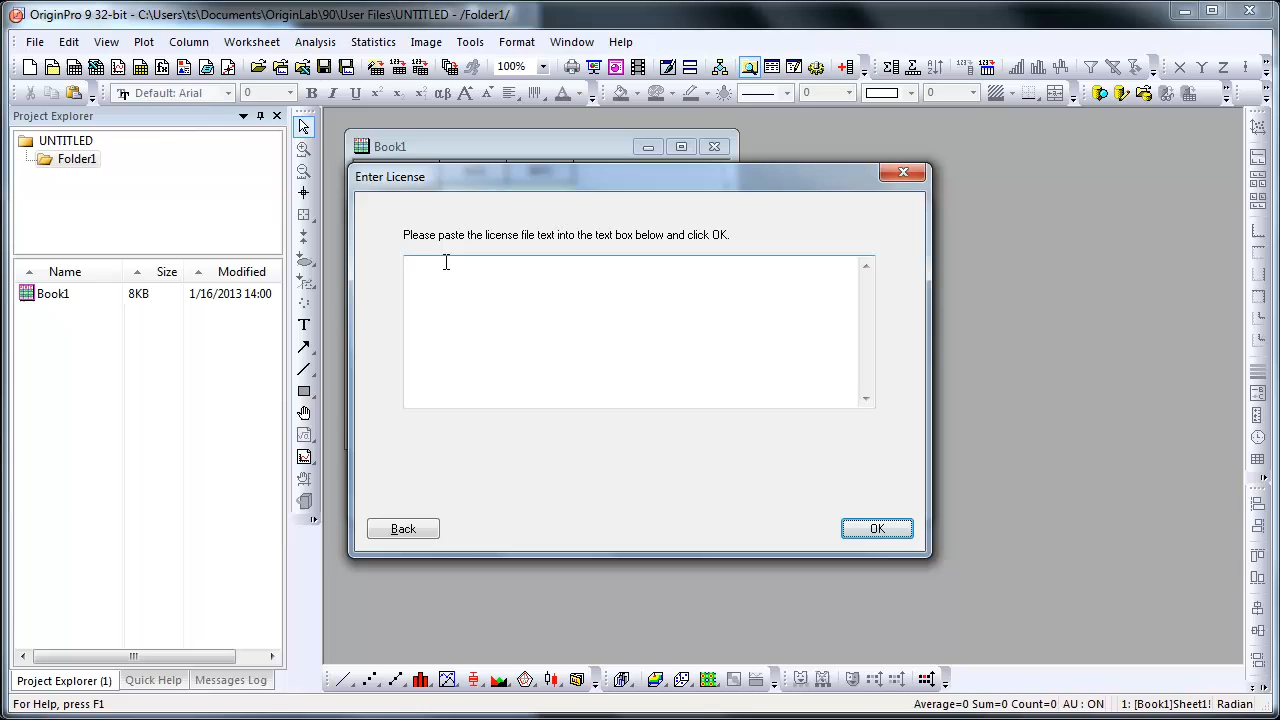 OriginPro 9 32-bit - C:\Users\ts\Documents\OriginLab\90\User Files\UNTITLED - /Folder1/
File Edit View Plot Column Worksheet Analysis Statistics Image Tools Format Window Help
100%
Default: Arial 0 B I U x² x₂ x²₁ αβ A A A 0 0
Project Explorer
UNTITLED
Folder1
Name Size Modified
Book1 8KB 1/16/2013 14:00
Book1
Enter License
Please paste the license file text into the text box below and click OK.
Back OK
Project Explorer (1) Quick Help Messages Log
For Help, press F1 Average=0 Sum=0 Count=0 AU : ON 1: [Book1]Sheet1! Radian